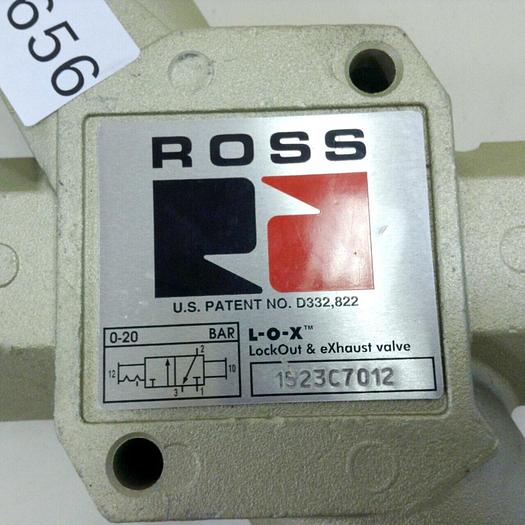 656
ROSS
U.S. PATENT NO. D332,822
0-20 BAR
L-O-X™
LockOut & eXhaust valve
2
12 10
3 1
1523C7012